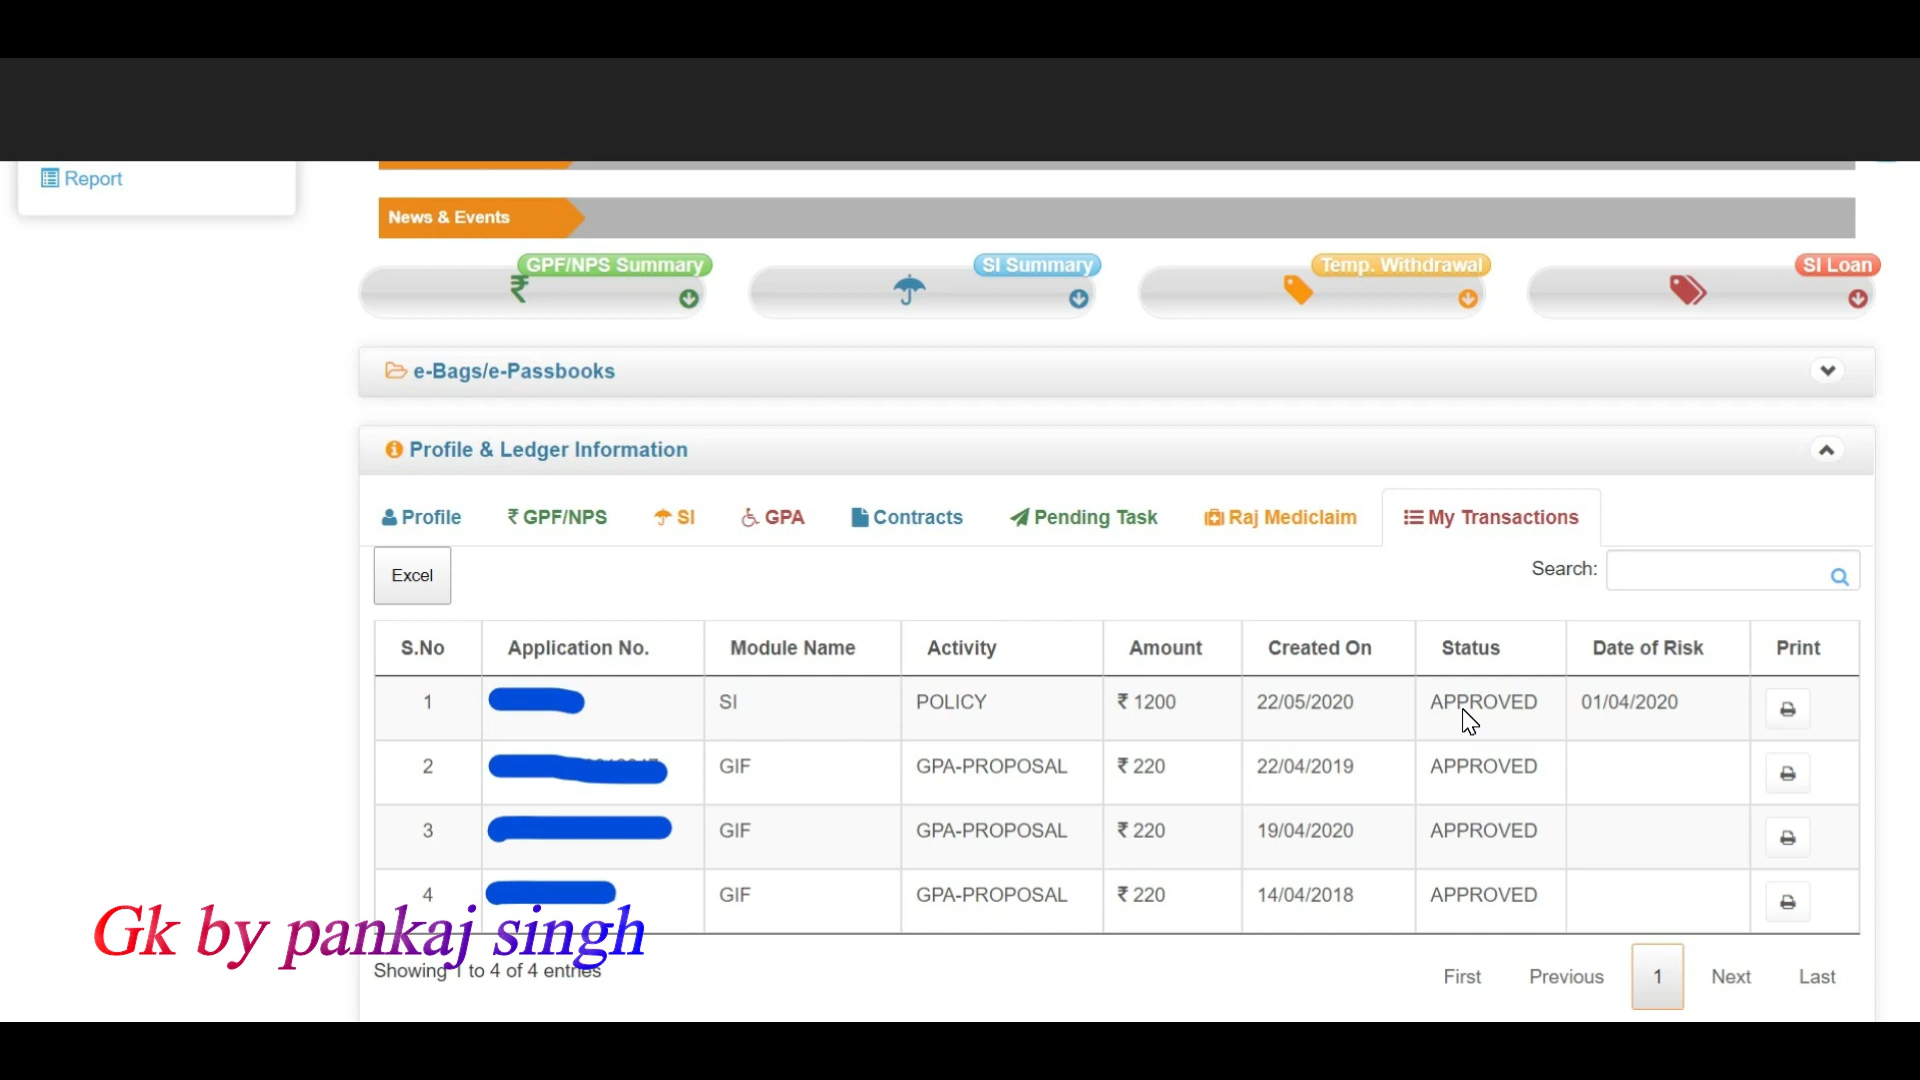 Report
News & Events
GPF/NPS Summary
SI Summary
Temp. Withdrawal
SI Loan
e-Bags/e-Passbooks
Profile & Ledger Information
Profile ₹ GPF/NPS SI GPA Contracts Pending Task Raj Mediclaim My Transactions
Excel
Search:
S.No Application No. Module Name Activity Amount Created On Status Date of Risk Print
1 SI POLICY ₹ 1200 22/05/2020 APPROVED 01/04/2020
2 GIF GPA-PROPOSAL ₹ 220 22/04/2019 APPROVED
3 GIF GPA-PROPOSAL ₹ 220 19/04/2020 APPROVED
4 GIF GPA-PROPOSAL ₹ 220 14/04/2018 APPROVED
Gk by pankaj singh
Showing 1 to 4 of 4 entries
First Previous 1 Next Last